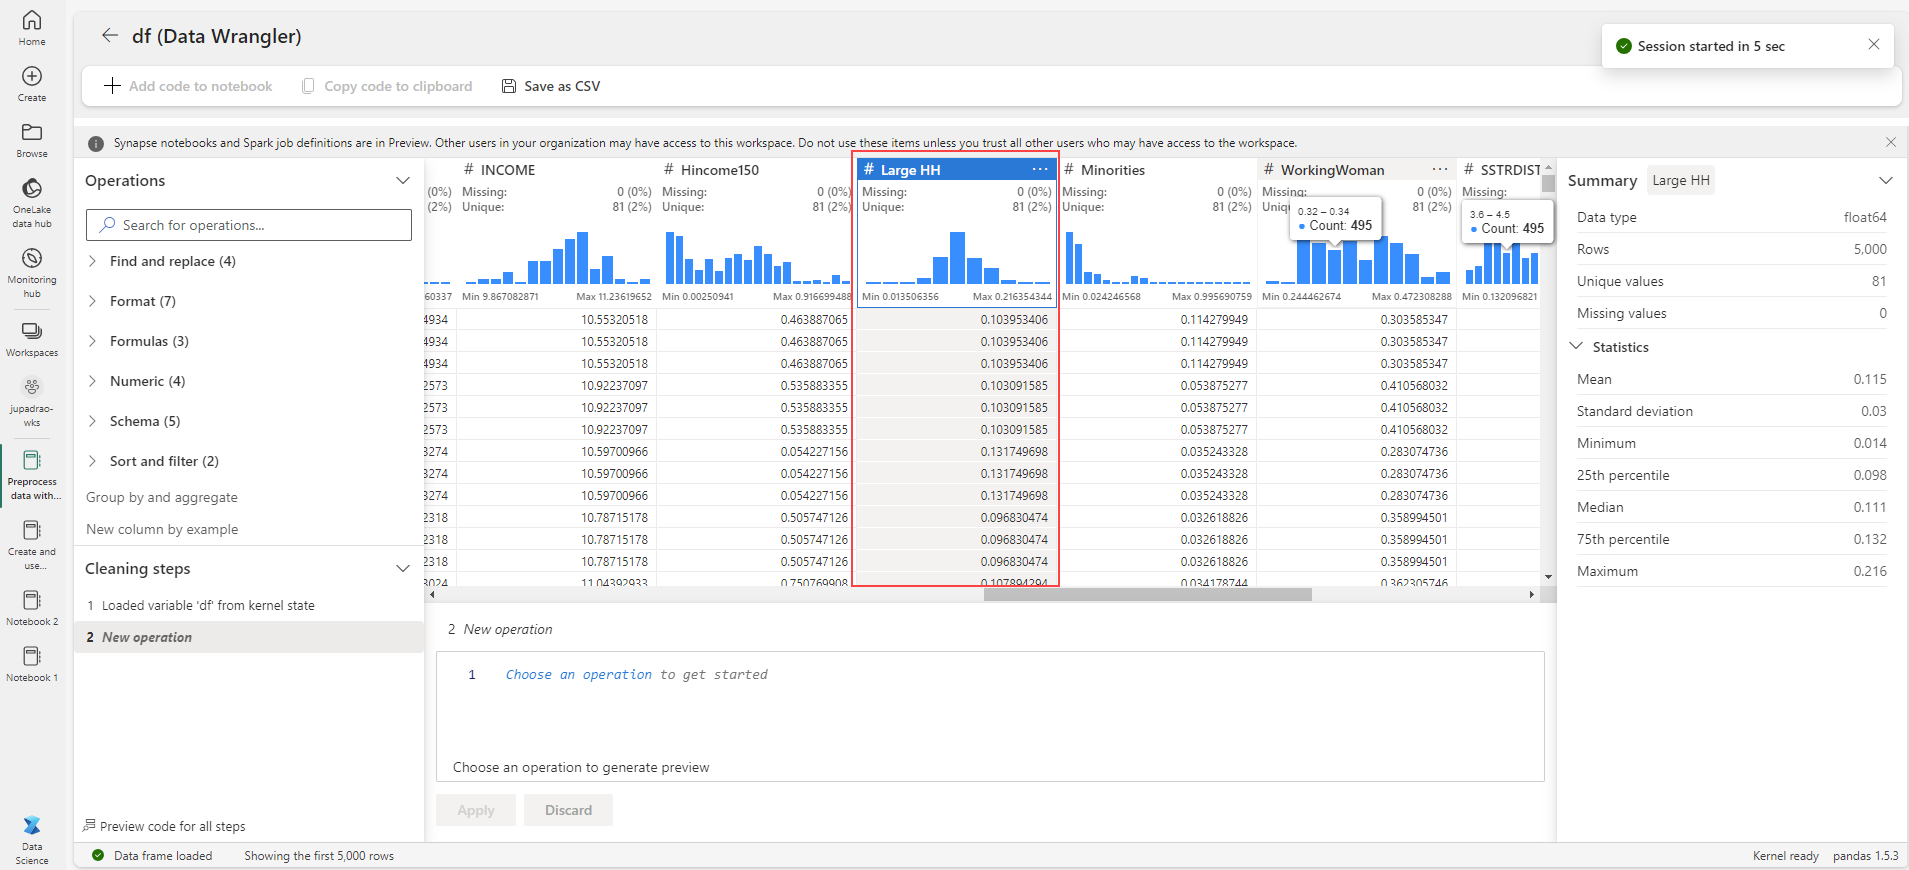 Home
Create
Browse
OneLake
data hub
Monitoring
hub
Workspaces
jupadrao-
wks
Preprocess
data with...
Create and
use...
Notebook 2
Notebook 1
Data
Science
df (Data Wrangler)
Session started in 5 sec
Add code to notebook
Copy code to clipboard
Save as CSV
Synapse notebooks and Spark job definitions are in Preview. Other users in your organization may have access to this workspace. Do not use these items unless you trust all other users who may have access to the workspace.
Operations
Search for operations...
Find and replace (4)
Format (7)
Formulas (3)
Numeric (4)
Schema (5)
Sort and filter (2)
Group by and aggregate
New column by example
Cleaning steps
1 Loaded variable 'df' from kernel state
2 New operation
Preview code for all steps
# INCOME # Hincome150 # Large HH ··· # Minorities # WorkingWoman ··· # SSTRDIST
(0%) Missing: 0 (0%) Missing: 0 (0%) Missing: 0 (0%) Missing: 0 (0%) Missing: 0 (0%) Missing:
(2%) Unique: 81 (2%) Unique: 81 (2%) Unique: 81 (2%) Unique: 81 (2%) Uniq 81 (2%)
0.32 – 0.34
Count: 495
3.6 – 4.5
Count: 495
60337 Min 9.867082871 Max 11.23619652 Min 0.00250941 Max 0.916699488 Min 0.013506356 Max 0.216354344 Min 0.024246568 Max 0.995690759 Min 0.244462674 Max 0.472308288 Min 0.132096821
4934 10.55320518 0.463887065 0.103953406 0.114279949 0.303585347
4934 10.55320518 0.463887065 0.103953406 0.114279949 0.303585347
4934 10.55320518 0.463887065 0.103953406 0.114279949 0.303585347
2573 10.92237097 0.535883355 0.103091585 0.053875277 0.410568032
2573 10.92237097 0.535883355 0.103091585 0.053875277 0.410568032
2573 10.92237097 0.535883355 0.103091585 0.053875277 0.410568032
3274 10.59700966 0.054227156 0.131749698 0.035243328 0.283074736
3274 10.59700966 0.054227156 0.131749698 0.035243328 0.283074736
3274 10.59700966 0.054227156 0.131749698 0.035243328 0.283074736
2318 10.78715178 0.505747126 0.096830474 0.032618826 0.358994501
2318 10.78715178 0.505747126 0.096830474 0.032618826 0.358994501
2318 10.78715178 0.505747126 0.096830474 0.032618826 0.358994501
3024 11.04392933 0.750769908 0.107894294 0.034178744 0.362305746
2 New operation
1 Choose an operation to get started
Choose an operation to generate preview
Apply
Discard
Summary Large HH
Data type float64
Rows 5,000
Unique values 81
Missing values 0
Statistics
Mean 0.115
Standard deviation 0.03
Minimum 0.014
25th percentile 0.098
Median 0.111
75th percentile 0.132
Maximum 0.216
Data frame loaded
Showing the first 5,000 rows
Kernel ready
pandas 1.5.3